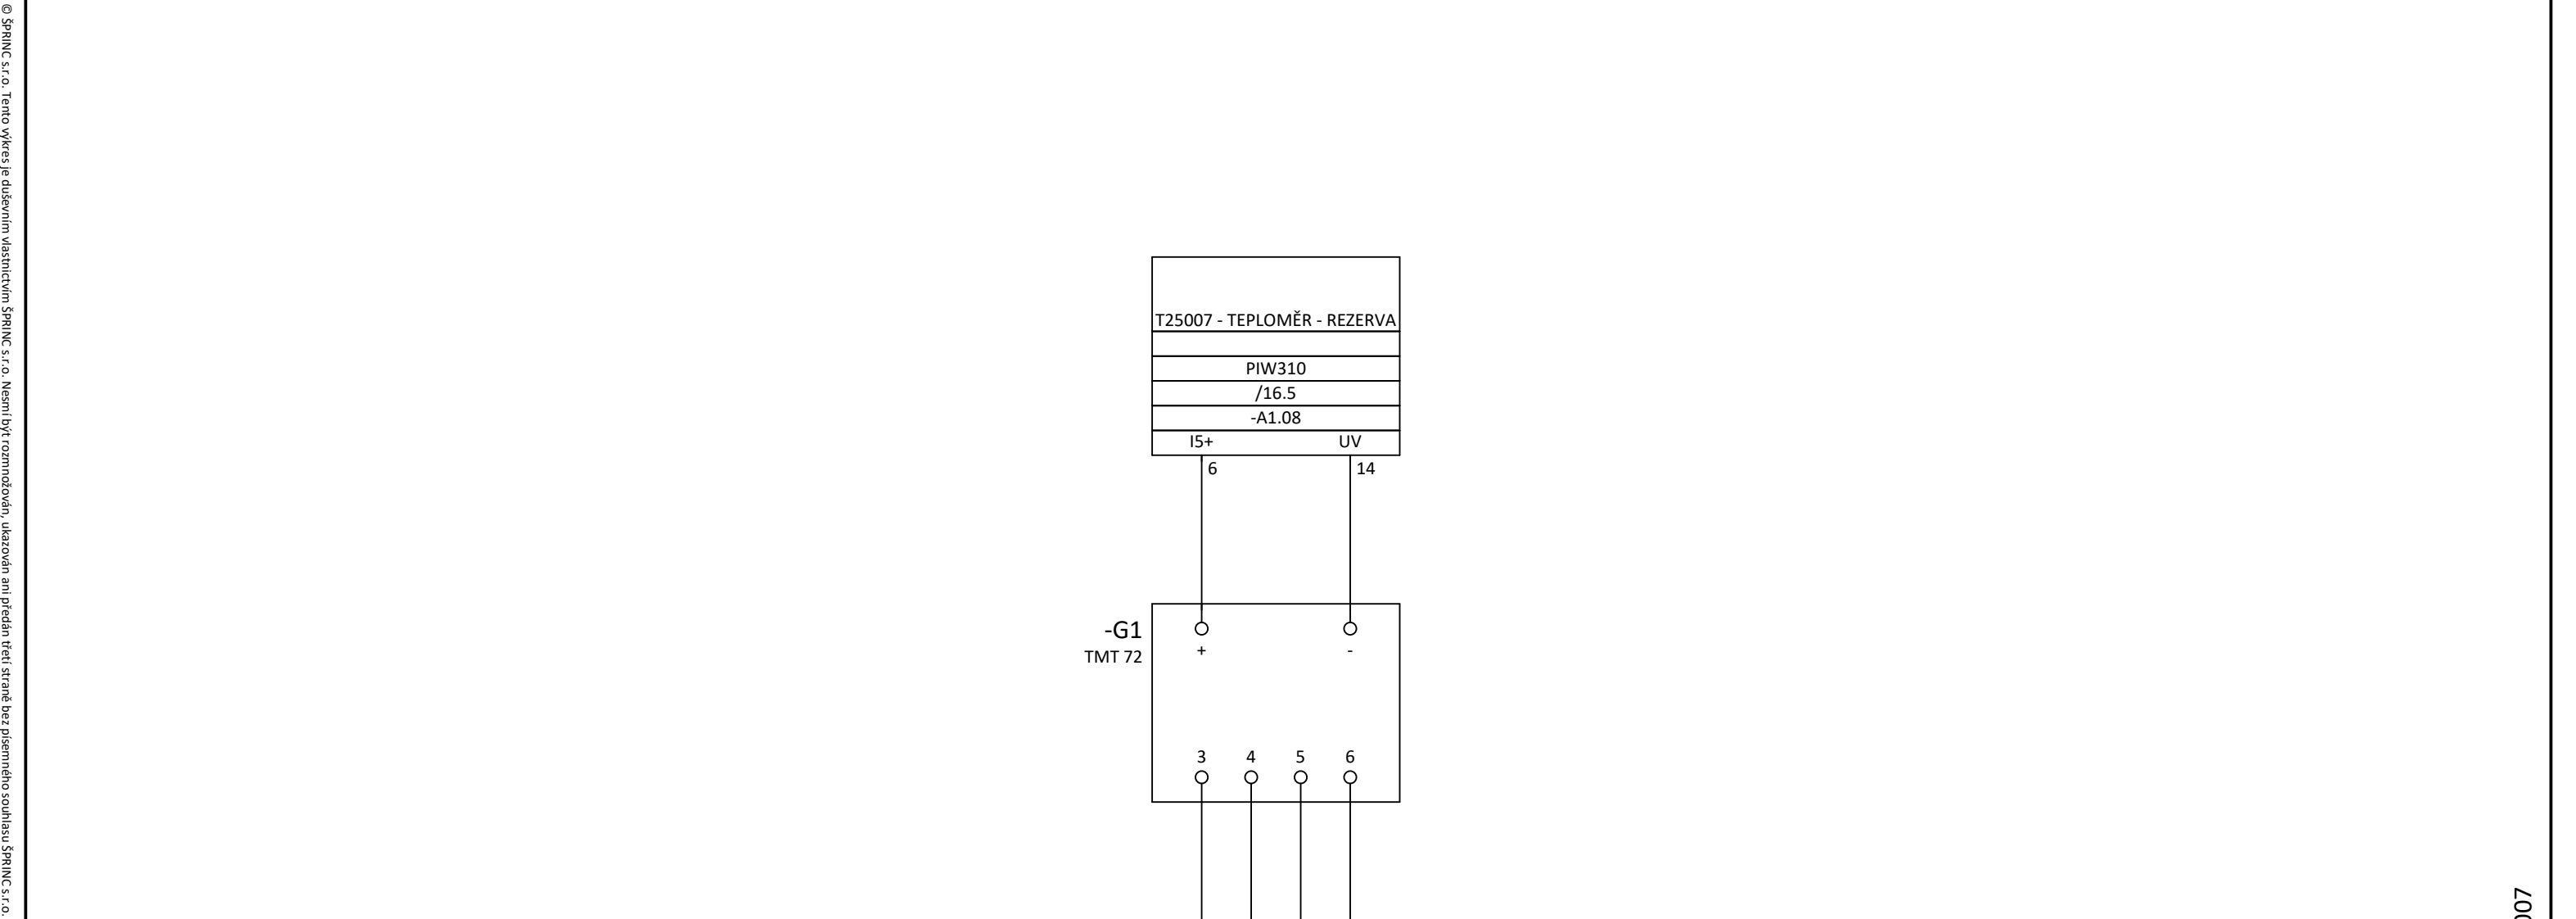 © ŠPRINC s.r.o. Tento výkres je duševním vlastnictvím ŠPRINC s.r.o. Nesmí být rozmnožován, ukazován ani předán třetí straně bez písemného souhlasu ŠPRINC s.r.o.
T25007 - TEPLOMĚR - REZERVA
PIW310
/16.5
-A1.08
I5+ UV
6 14
-G1
TMT 72
+ -
3 4 5 6